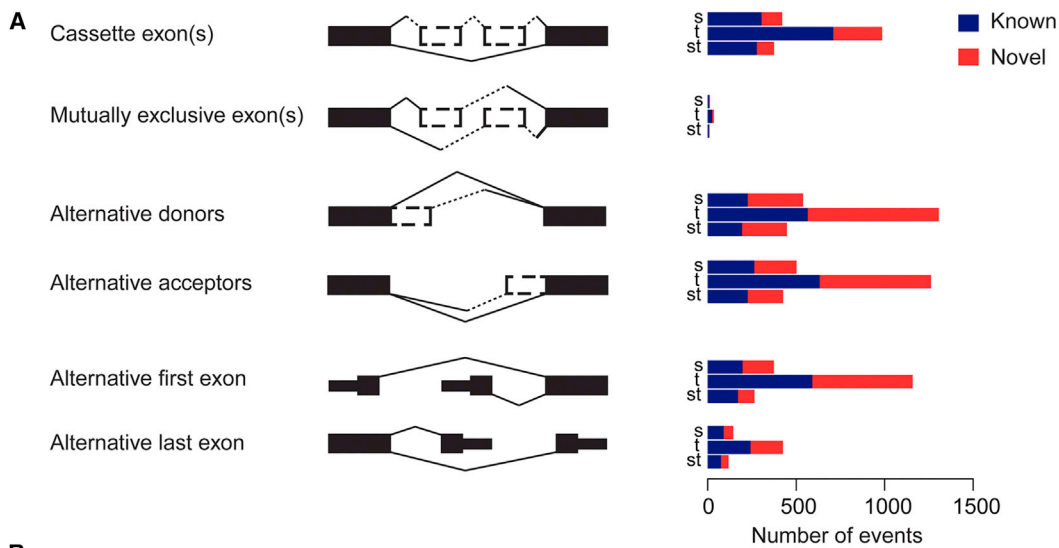 A
Cassette exon(s)
s
t
st
Known
Novel
Mutually exclusive exon(s)
s
t
st
Alternative donors
s
t
st
Alternative acceptors
s
t
st
Alternative first exon
s
t
st
Alternative last exon
s
t
st
0 500 1000 1500
Number of events